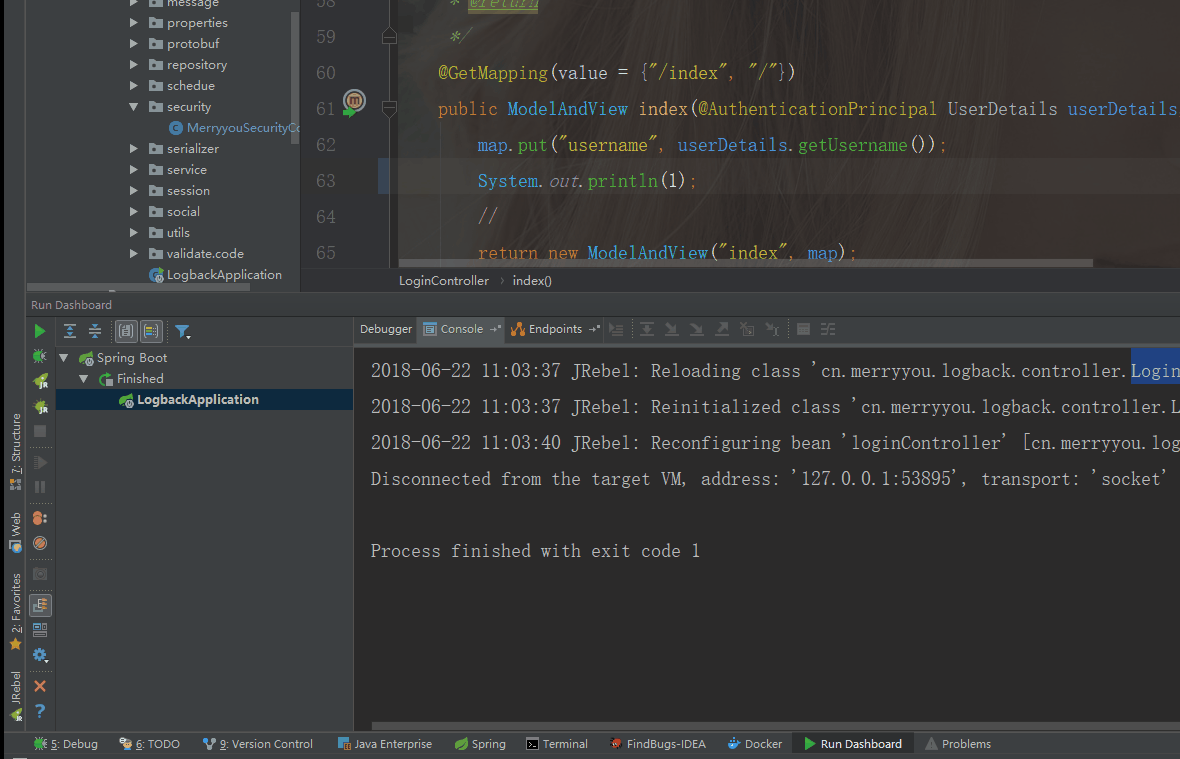 message
properties
protobuf
repository
schedue
security
MerryyouSecurityCo
serializer
service
session
social
utils
validate.code
LogbackApplication
58 * @return
59 */
60 @GetMapping(value = {"/index", "/"})
61 public ModelAndView index(@AuthenticationPrincipal UserDetails userDetails
62 map.put("username", userDetails.getUsername());
63 System.out.println(1);
64 //
65 return new ModelAndView("index", map);
LoginController › index()
Run Dashboard
Debugger Console Endpoints
Spring Boot
Finished
LogbackApplication
2018-06-22 11:03:37 JRebel: Reloading class 'cn.merryyou.logback.controller.Login
2018-06-22 11:03:37 JRebel: Reinitialized class 'cn.merryyou.logback.controller.L
2018-06-22 11:03:40 JRebel: Reconfiguring bean 'loginController' [cn.merryyou.log
Disconnected from the target VM, address: '127.0.0.1:53895', transport: 'socket'
Process finished with exit code 1
7: Structure
Web
2: Favorites
JRebel
5: Debug 6: TODO 9: Version Control Java Enterprise Spring Terminal FindBugs-IDEA Docker Run Dashboard Problems